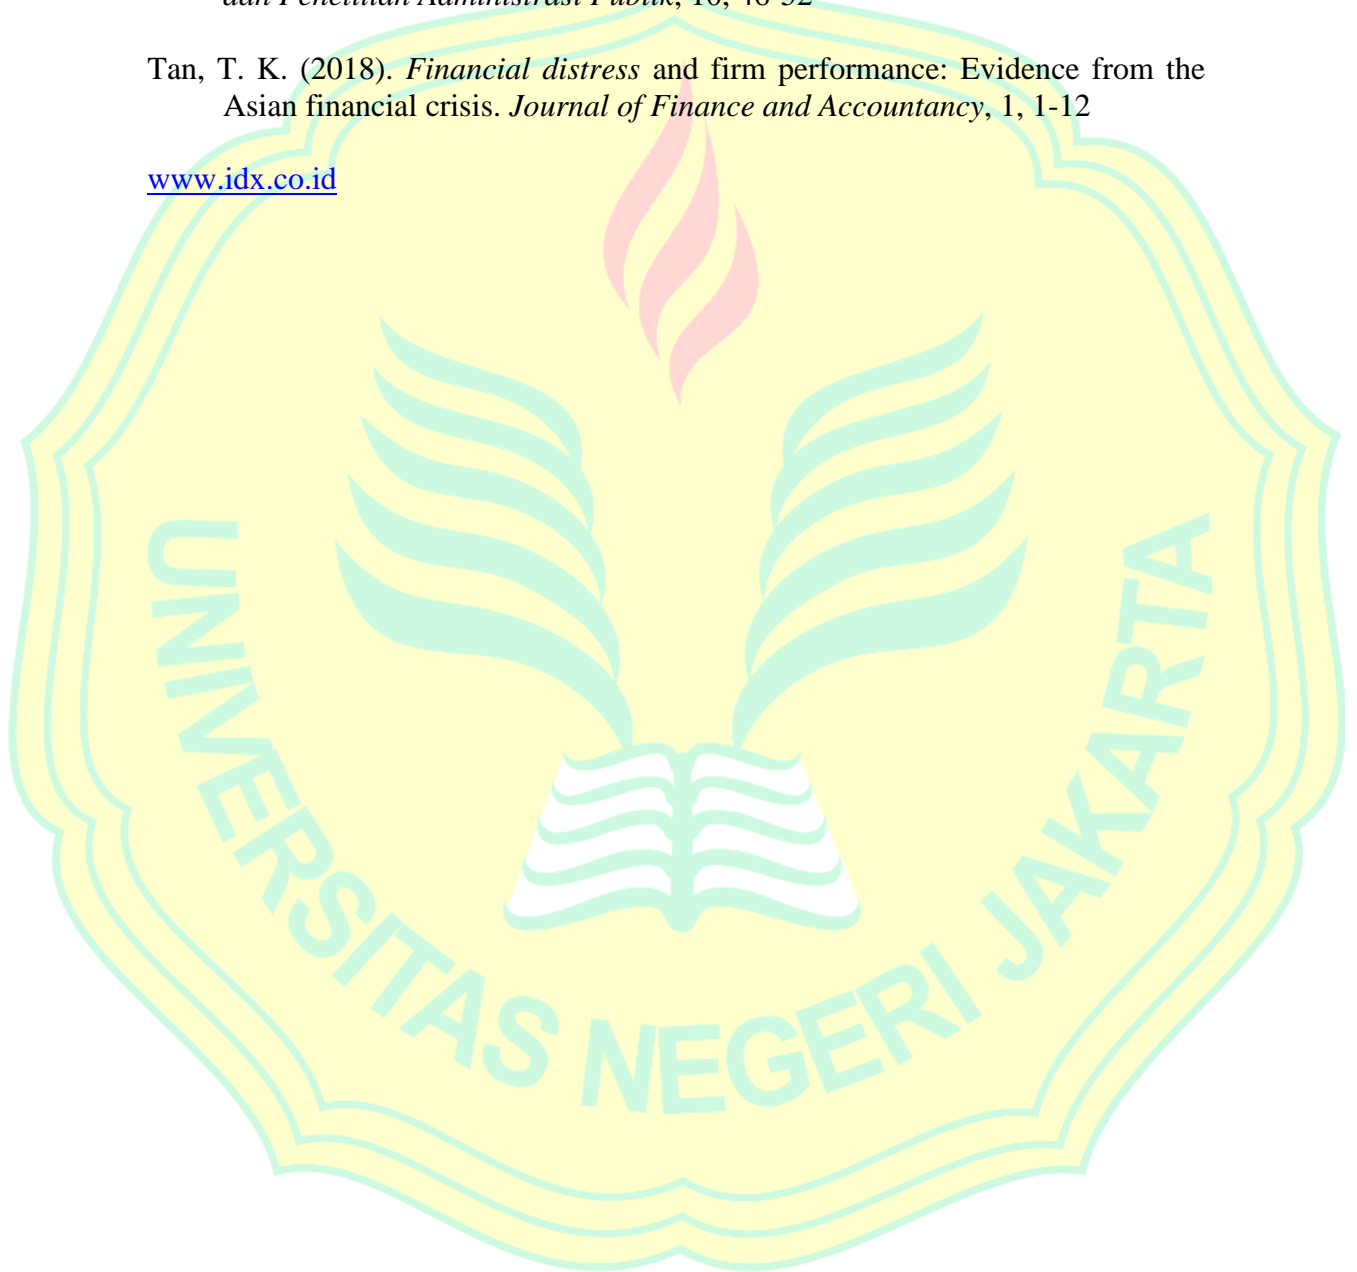 dan Penelitian Administrasi Publik, 10, 46-52
Tan, T. K. (2018). Financial distress and firm performance: Evidence from the
Asian financial crisis. Journal of Finance and Accountancy, 1, 1-12
www.idx.co.id
UNIVERSITAS NEGERI JAKARTA